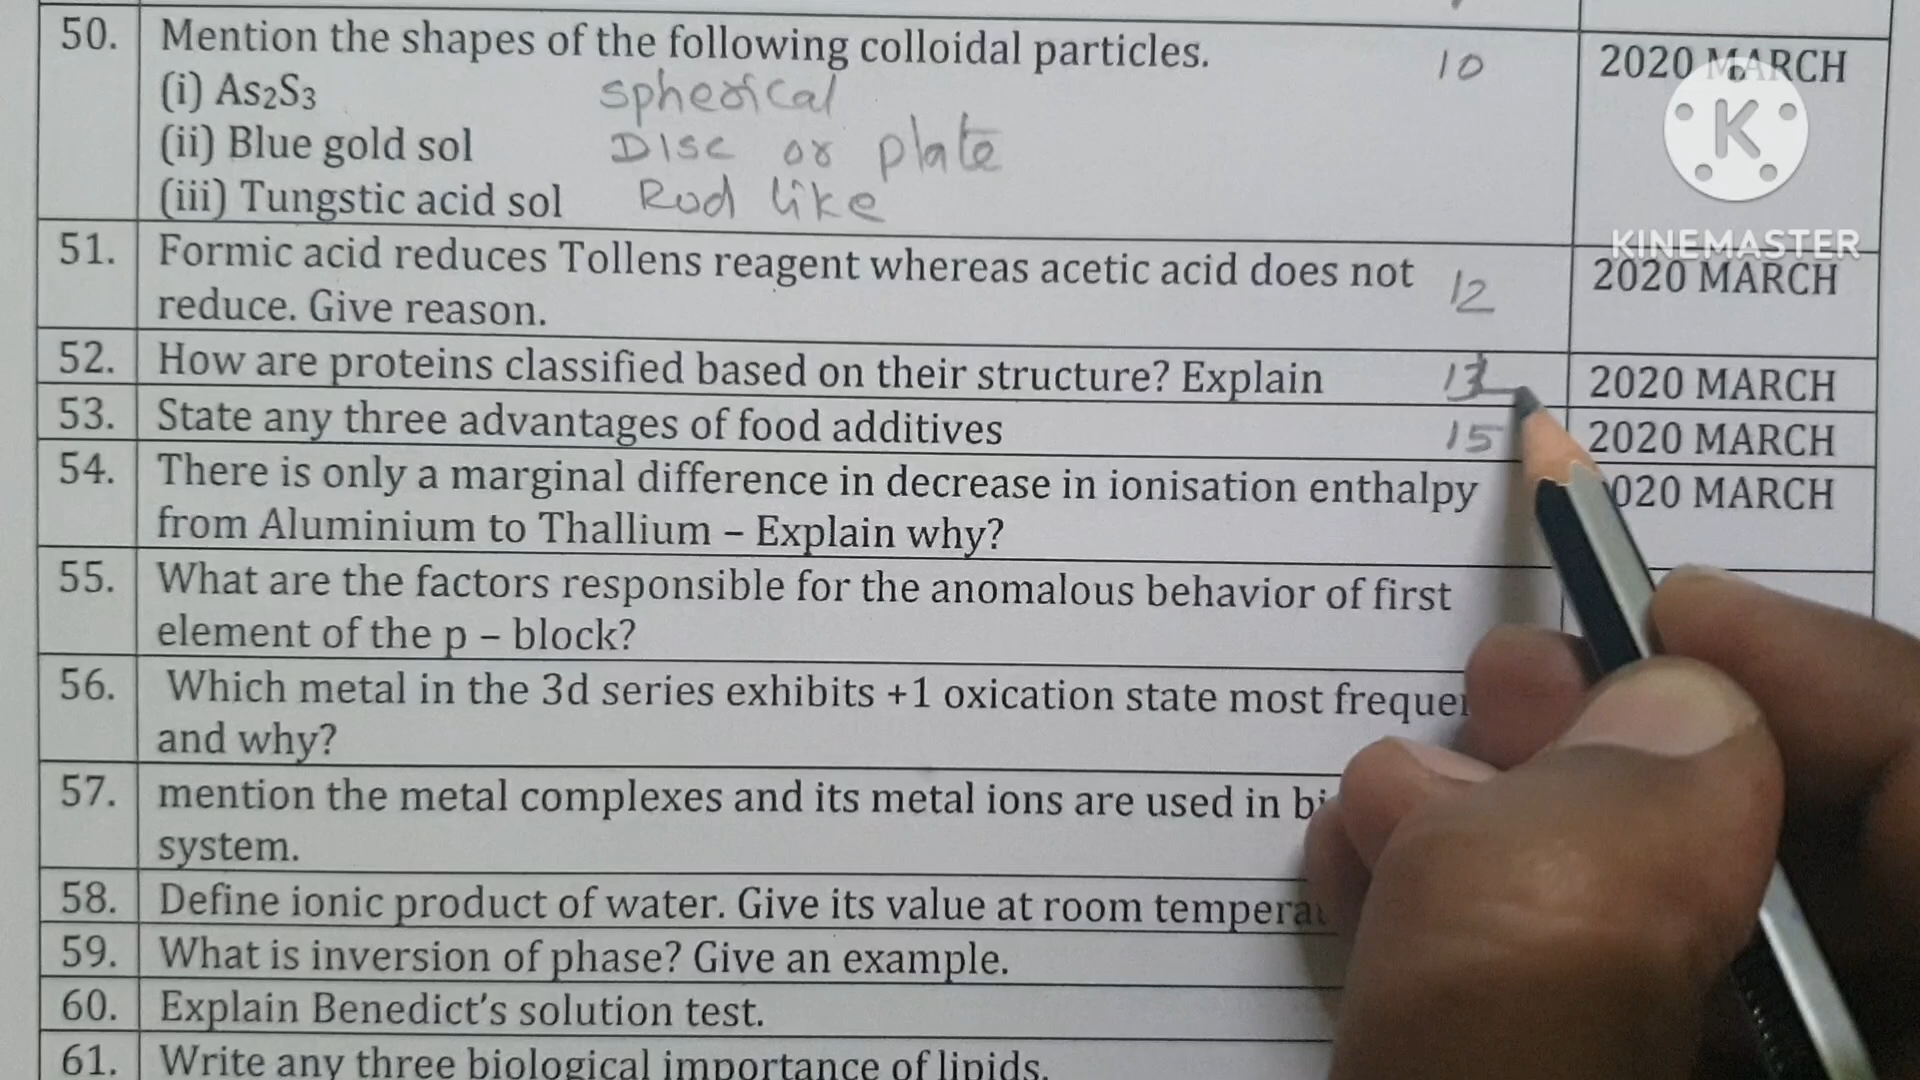 50. Mention the shapes of the following colloidal particles. 10 2020 MARCH
(i) As2S3 spherical
(ii) Blue gold sol Disc or plate
(iii) Tungstic acid sol Rod like
K
KINEMASTER
51. Formic acid reduces Tollens reagent whereas acetic acid does not 12 2020 MARCH
reduce. Give reason.
52. How are proteins classified based on their structure? Explain 13 2020 MARCH
53. State any three advantages of food additives 15 2020 MARCH
54. There is only a marginal difference in decrease in ionisation enthalpy 020 MARCH
from Aluminium to Thallium – Explain why?
55. What are the factors responsible for the anomalous behavior of first
element of the p – block?
56. Which metal in the 3d series exhibits +1 oxication state most
and why?
57. mention the metal complexes and its metal ions are used in
system.
58. Define ionic product of water. Give its value at room
59. What is inversion of phase? Give an example.
60. Explain Benedict's solution test.
61. Write any three biological importance of lipids.